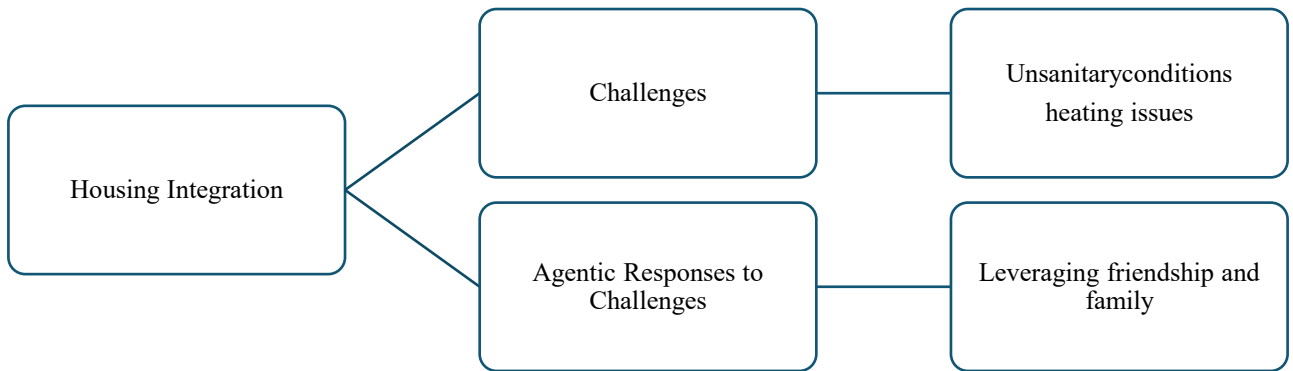 Housing Integration
Challenges
Unsanitaryconditions
heating issues
Agentic Responses to
Challenges
Leveraging friendship and
family